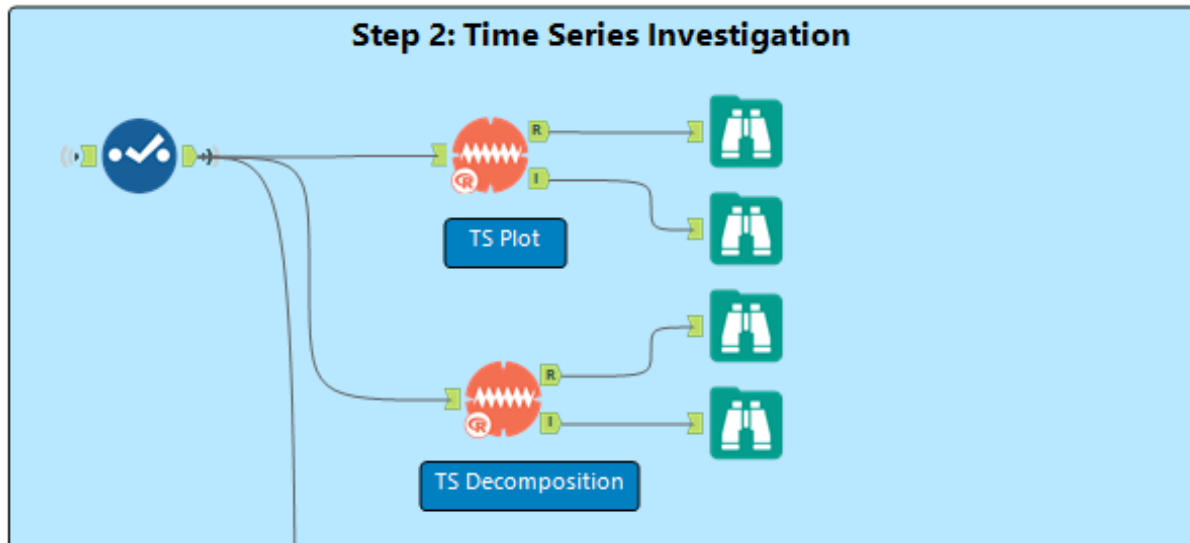 Step 2: Time Series Investigation
R
I
TS Plot
R
I
TS Decomposition